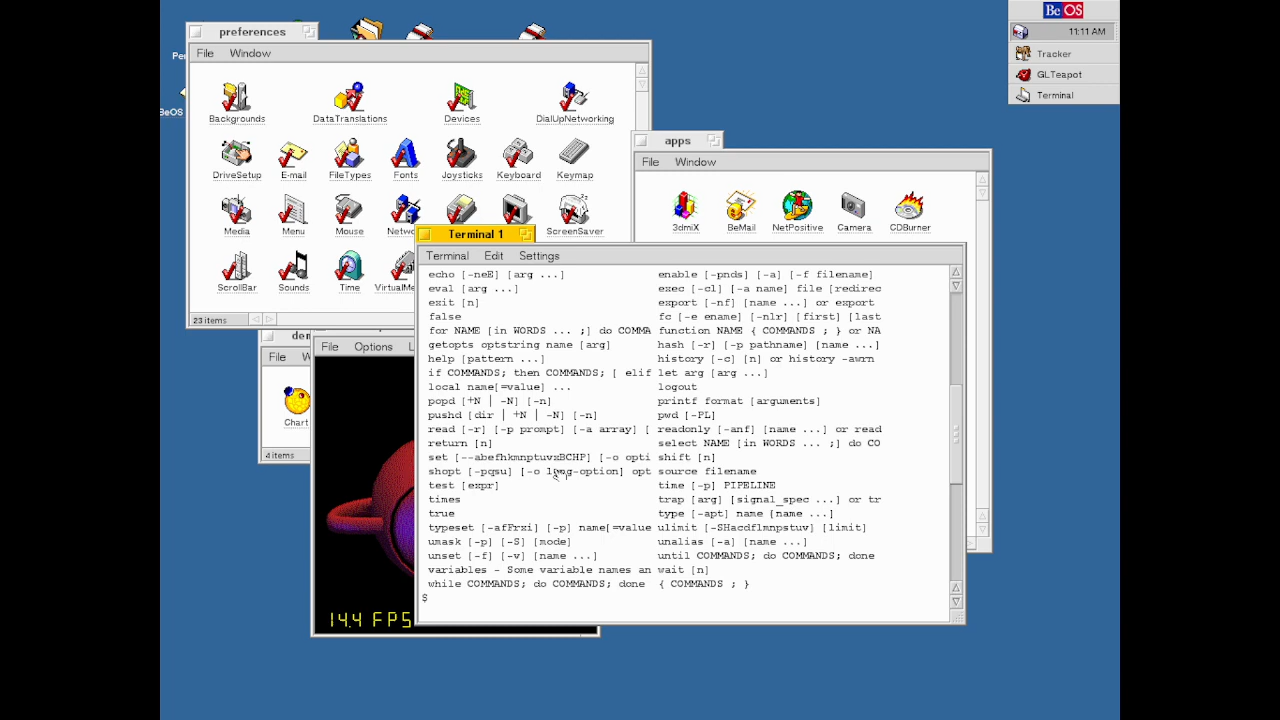 Be OS
11:11 AM
Tracker
GLTeapot
Terminal
preferences
File Window
Backgrounds DataTranslations Devices DialUpNetworking
DriveSetup E-mail FileTypes Fonts Joysticks Keyboard Keymap
Media Menu Mouse ScreenSaver
ScrollBar Sounds Time
23 items
BeOS
apps
File Window
3dmiX BeMail NetPositive Camera CDBurner
File
Chart
4 items
File Options
14.4 FPS
Terminal 1
Terminal Edit Settings
echo [-neE] [arg ...] enable [-pnds] [-a] [-f filename]
eval [arg ...] exec [-cl] [-a name] file [redirec
exit [n] export [-nf] [name ...] or export
false fc [-e ename] [-nlr] [first] [last
for NAME [in WORDS ... ;] do COMMA function NAME { COMMANDS ; } or NA
getopts optstring name [arg] hash [-r] [-p pathname] [name ...]
help [pattern ...] history [-c] [n] or history -awrn
if COMMANDS; then COMMANDS; [ elif let arg [arg ...]
local name[=value] ... logout
popd [+N | -N] [-n] printf format [arguments]
pushd [dir | +N | -N] [-n] pwd [-PL]
read [-r] [-p prompt] [-a array] [ readonly [-anf] [name ...] or read
return [n] select NAME [in WORDS ... ;] do CO
set [--abefhkmnptuvxBCHP] [-o opti shift [n]
shopt [-pqsu] [-o long-option] opt source filename
test [expr] time [-p] PIPELINE
times trap [arg] [signal_spec ...] or tr
true type [-apt] name [name ...]
typeset [-afFrxi] [-p] name[=value ulimit [-SHacdflmnpstuv] [limit]
umask [-p] [-S] [mode] unalias [-a] [name ...]
unset [-f] [-v] [name ...] until COMMANDS; do COMMANDS; done
variables - Some variable names an wait [n]
while COMMANDS; do COMMANDS; done { COMMANDS ; }
$